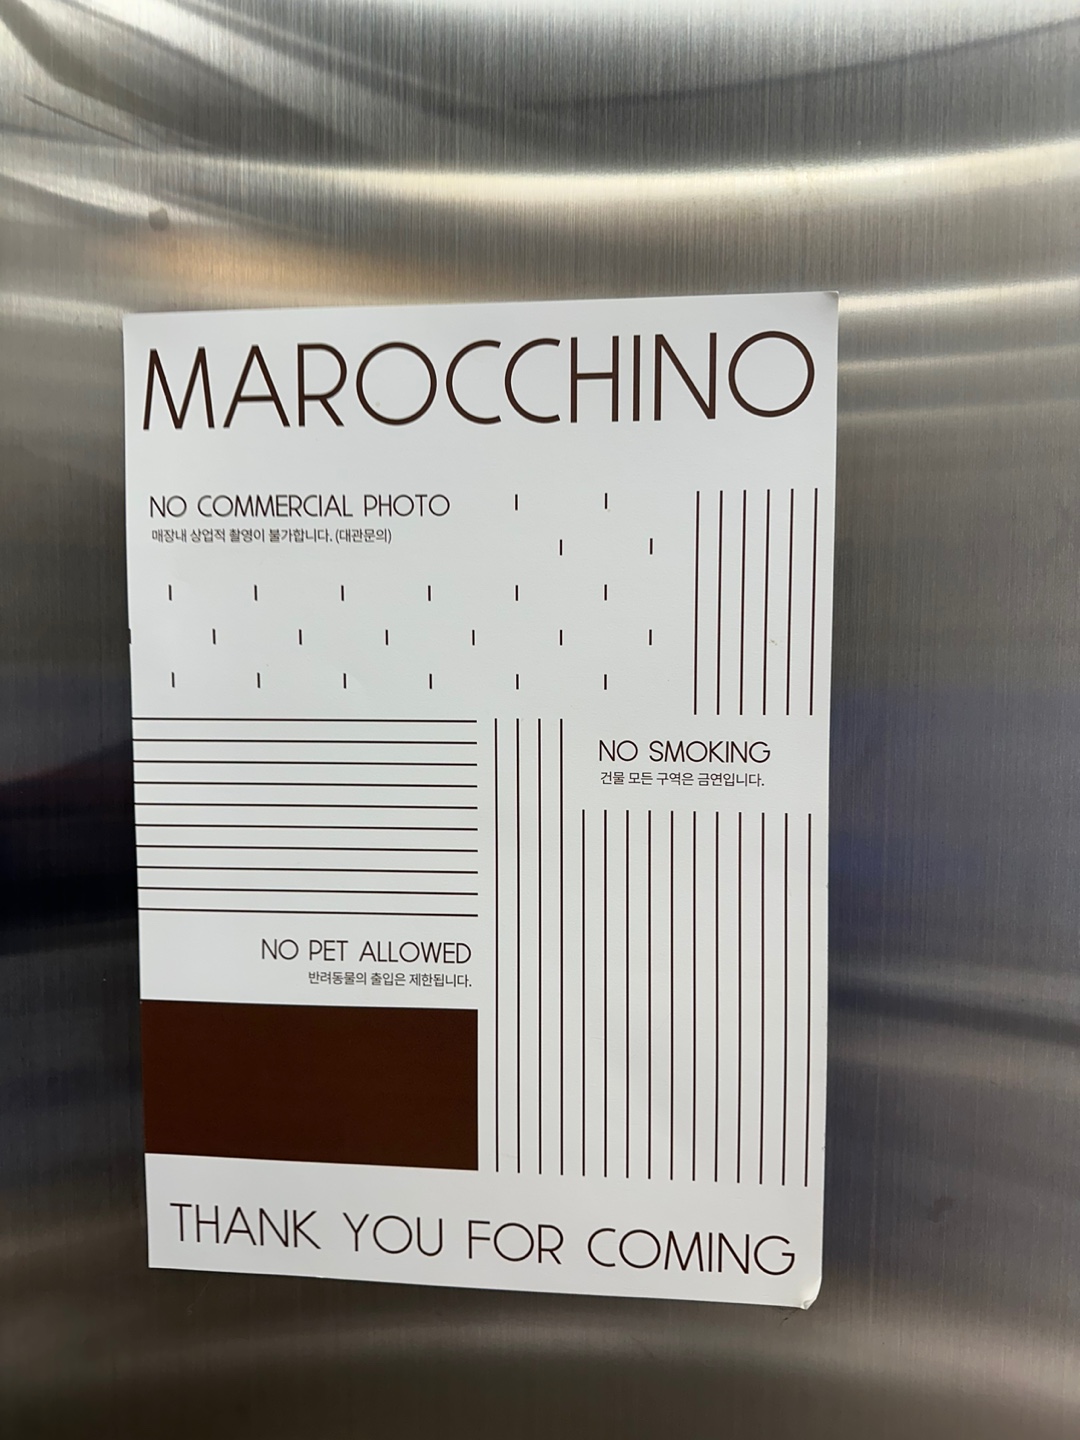 MAROCCHINO
NO COMMERCIAL PHOTO
매장내 상업적 촬영이 불가합니다. (대관문의)
NO SMOKING
건물 모든 구역은 금연입니다.
NO PET ALLOWED
반려동물의 출입은 제한됩니다.
THANK YOU FOR COMING